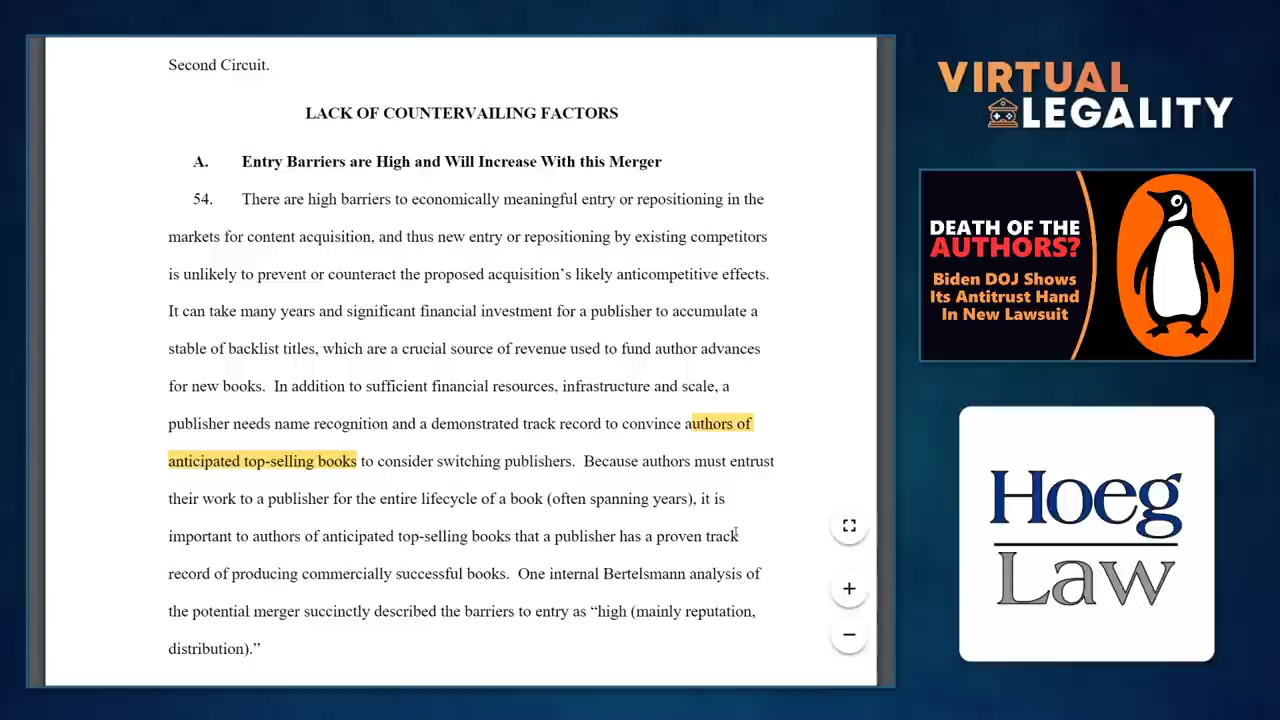 Second Circuit.
LACK OF COUNTERVAILING FACTORS
A. Entry Barriers are High and Will Increase With this Merger
54. There are high barriers to economically meaningful entry or repositioning in the
markets for content acquisition, and thus new entry or repositioning by existing competitors
is unlikely to prevent or counteract the proposed acquisition’s likely anticompetitive effects.
It can take many years and significant financial investment for a publisher to accumulate a
stable of backlist titles, which are a crucial source of revenue used to fund author advances
for new books. In addition to sufficient financial resources, infrastructure and scale, a
publisher needs name recognition and a demonstrated track record to convince authors of
anticipated top-selling books to consider switching publishers. Because authors must entrust
their work to a publisher for the entire lifecycle of a book (often spanning years), it is
important to authors of anticipated top-selling books that a publisher has a proven track
record of producing commercially successful books. One internal Bertelsmann analysis of
the potential merger succinctly described the barriers to entry as “high (mainly reputation,
distribution).”
VIRTUAL
LEGALITY
DEATH OF THE
AUTHORS?
Biden DOJ Shows
Its Antitrust Hand
In New Lawsuit
Hoeg
Law